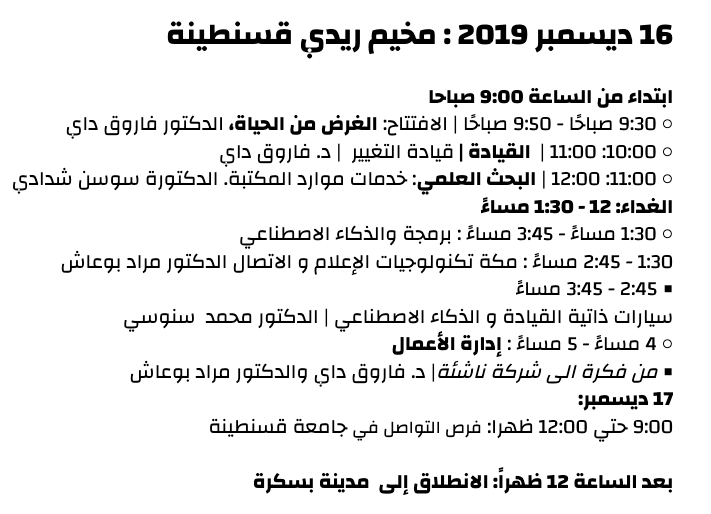 16 ديسمبر 2019 : مخيم ريدي قسنطينة
ابتداء من الساعة 9:00 صباحا
○ 9:30 صباحًا - 9:50 صباحًا | الافتتاح: الغرض من الحياة، الدكتور فاروق داي
○ 10:00: 11:00 | القيادة | قيادة التغيير | د. فاروق داي
○ 11:00: 12:00 | البحث العلمي: خدمات موارد المكتبة. الدكتورة سوسن شدادي
الغداء: 12 - 1:30 مساءً
○ 1:30 مساءً - 3:45 مساءً : برمجة والذكاء الاصطناعي
1:30 - 2:45 مساءً : مكة تكنولوجيات الإعلام و الاتصال الدكتور مراد بوعاش
▪ 2:45 - 3:45 مساءً
سيارات ذاتية القيادة و الذكاء الاصطناعي | الدكتور محمد سنوسي
○ 4 مساءً - 5 مساءً : إدارة الأعمال
▪ من فكرة الى شركة ناشئة| د. فاروق داي والدكتور مراد بوعاش
17 ديسمبر:
9:00 حتي 12:00 ظهرا: فرص التواصل في جامعة قسنطينة
بعد الساعة 12 ظهراً: الانطلاق إلى مدينة بسكرة